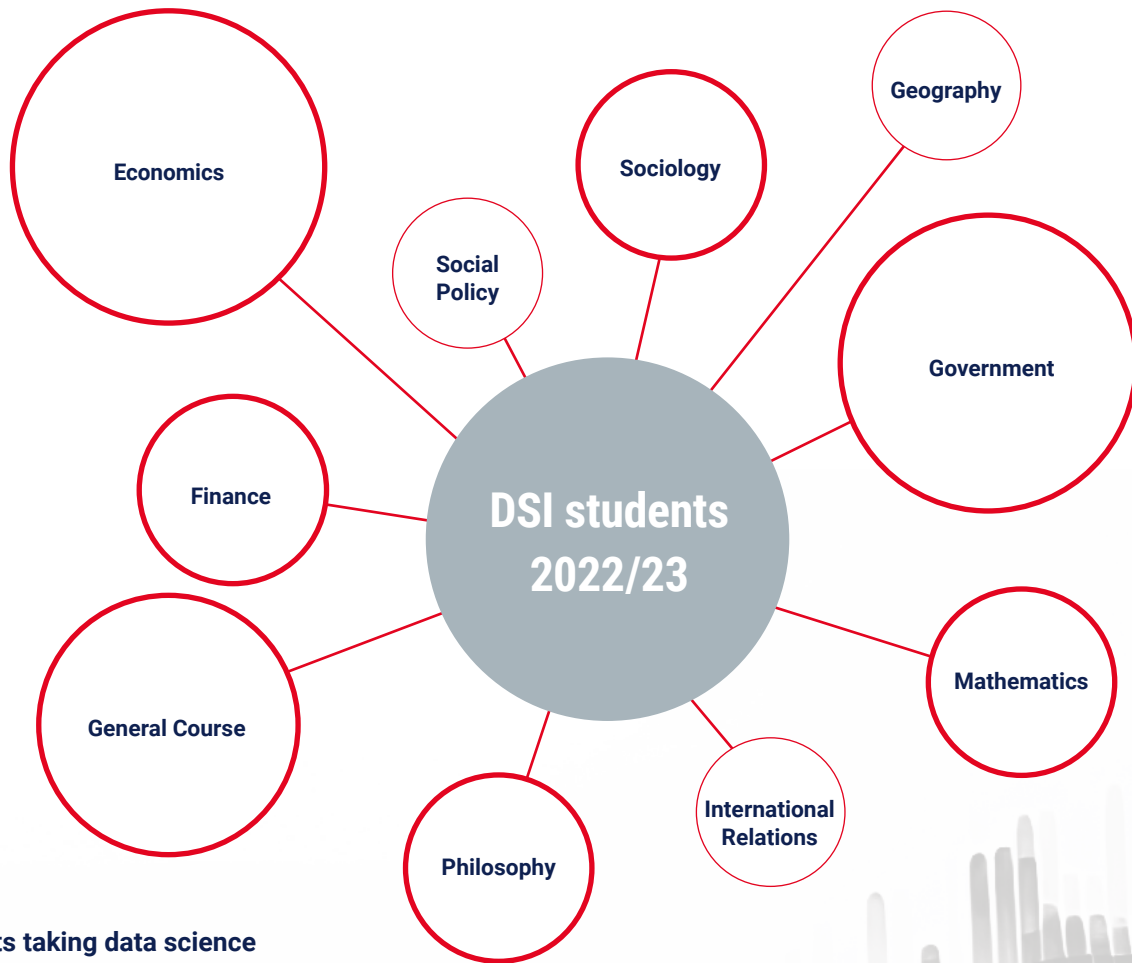 Geography
Sociology
Economics
Social
Policy
Government
Finance
DSI students
2022/23
Mathematics
General Course
International
Relations
Philosophy
taking data science